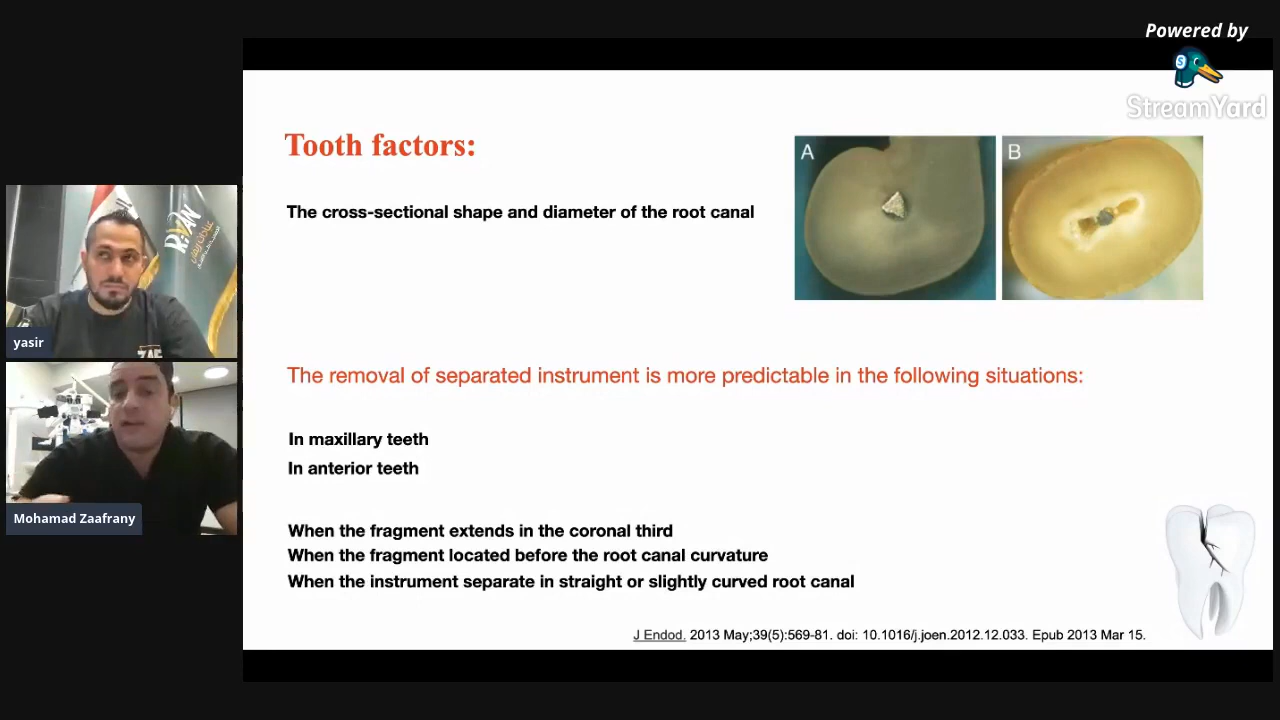 Powered by
StreamYard
Tooth factors:
A
B
The cross-sectional shape and diameter of the root canal
RYAN
yasir
ZAF
The removal of separated instrument is more predictable in the following situations:
In maxillary teeth
In anterior teeth
Mohamad Zaafrany
When the fragment extends in the coronal third
When the fragment located before the root canal curvature
When the instrument separate in straight or slightly curved root canal
J Endod. 2013 May;39(5):569-81. doi: 10.1016/j.joen.2012.12.033. Epub 2013 Mar 15.